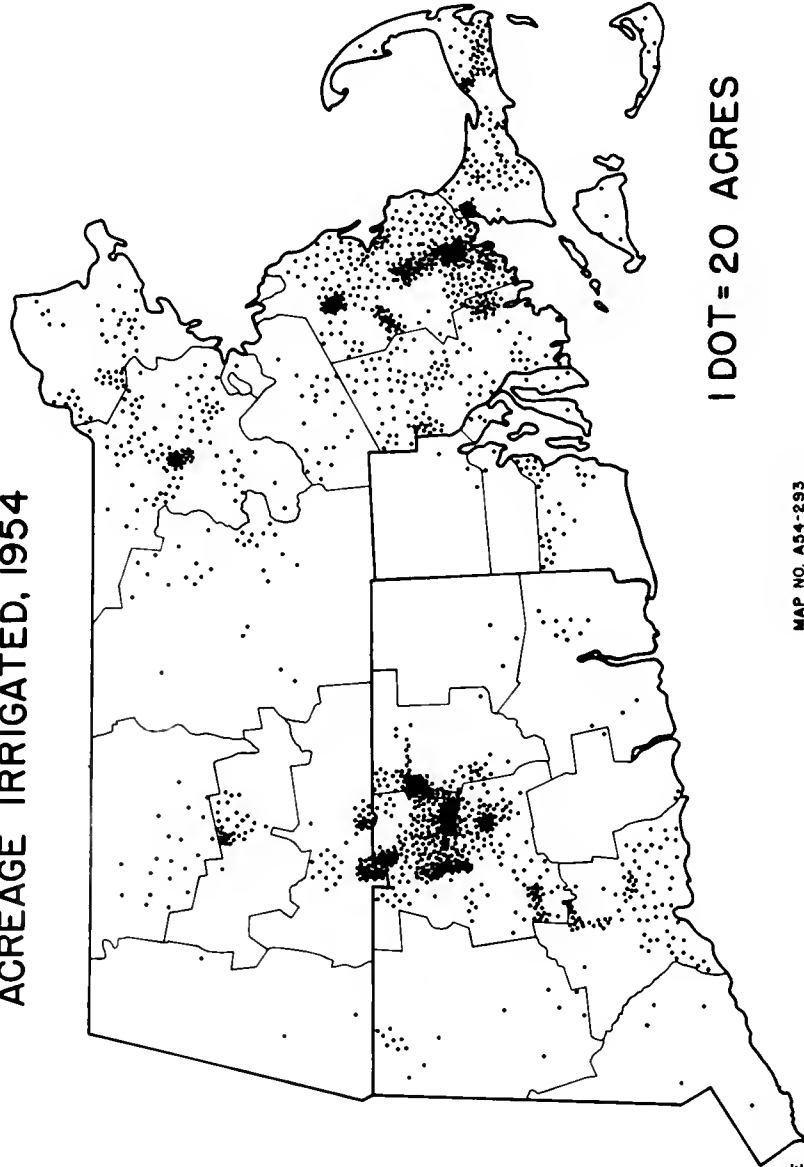 ACREAGE IRRIGATED, 1954
1 DOT = 20 ACRES
MAP NO. A54-293